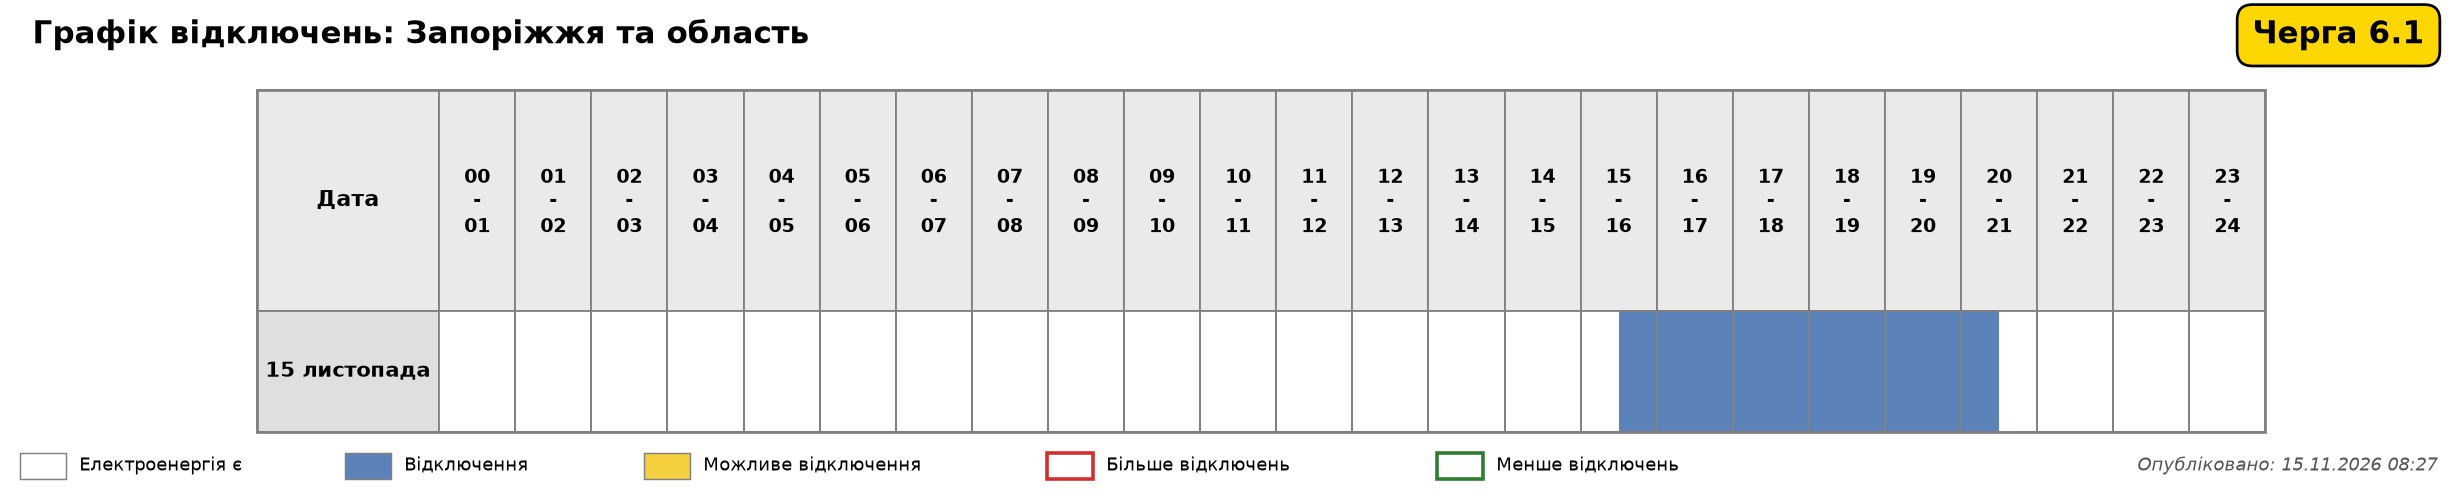 Графік відключень: Запоріжжя та область
Черга 6.1
Дата
00 - 01
01 - 02
02 - 03
03 - 04
04 - 05
05 - 06
06 - 07
07 - 08
08 - 09
09 - 10
10 - 11
11 - 12
12 - 13
13 - 14
14 - 15
15 - 16
16 - 17
17 - 18
18 - 19
19 - 20
20 - 21
21 - 22
22 - 23
23 - 24
15 листопада
Електроенергія є
Відключення
Можливе відключення
Більше відключень
Менше відключень
Опубліковано: 15.11.2026 08:27